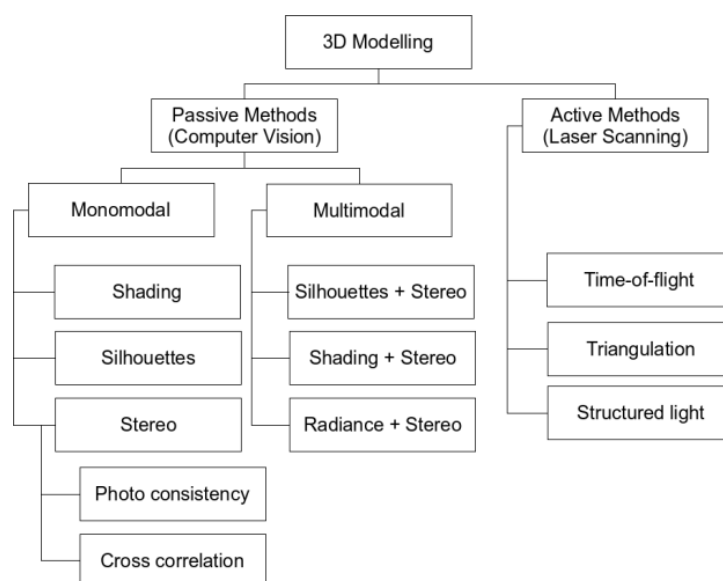 3D Modelling
Passive Methods
(Computer Vision)
Active Methods
(Laser Scanning)
Monomodal
Multimodal
Shading
Silhouettes + Stereo
Time-of-flight
Silhouettes
Shading + Stereo
Triangulation
Stereo
Radiance + Stereo
Structured light
Photo consistency
Cross correlation